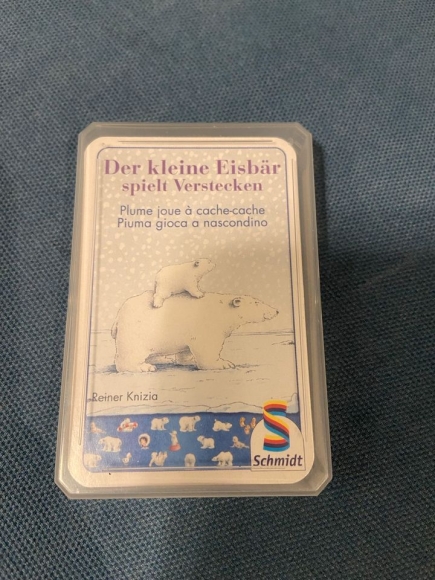 Der kleine Eisbär
spielt Verstecken
Plume joue à cache-cache
Piuma gioca a nascondino
Reiner Knizia
Schmidt